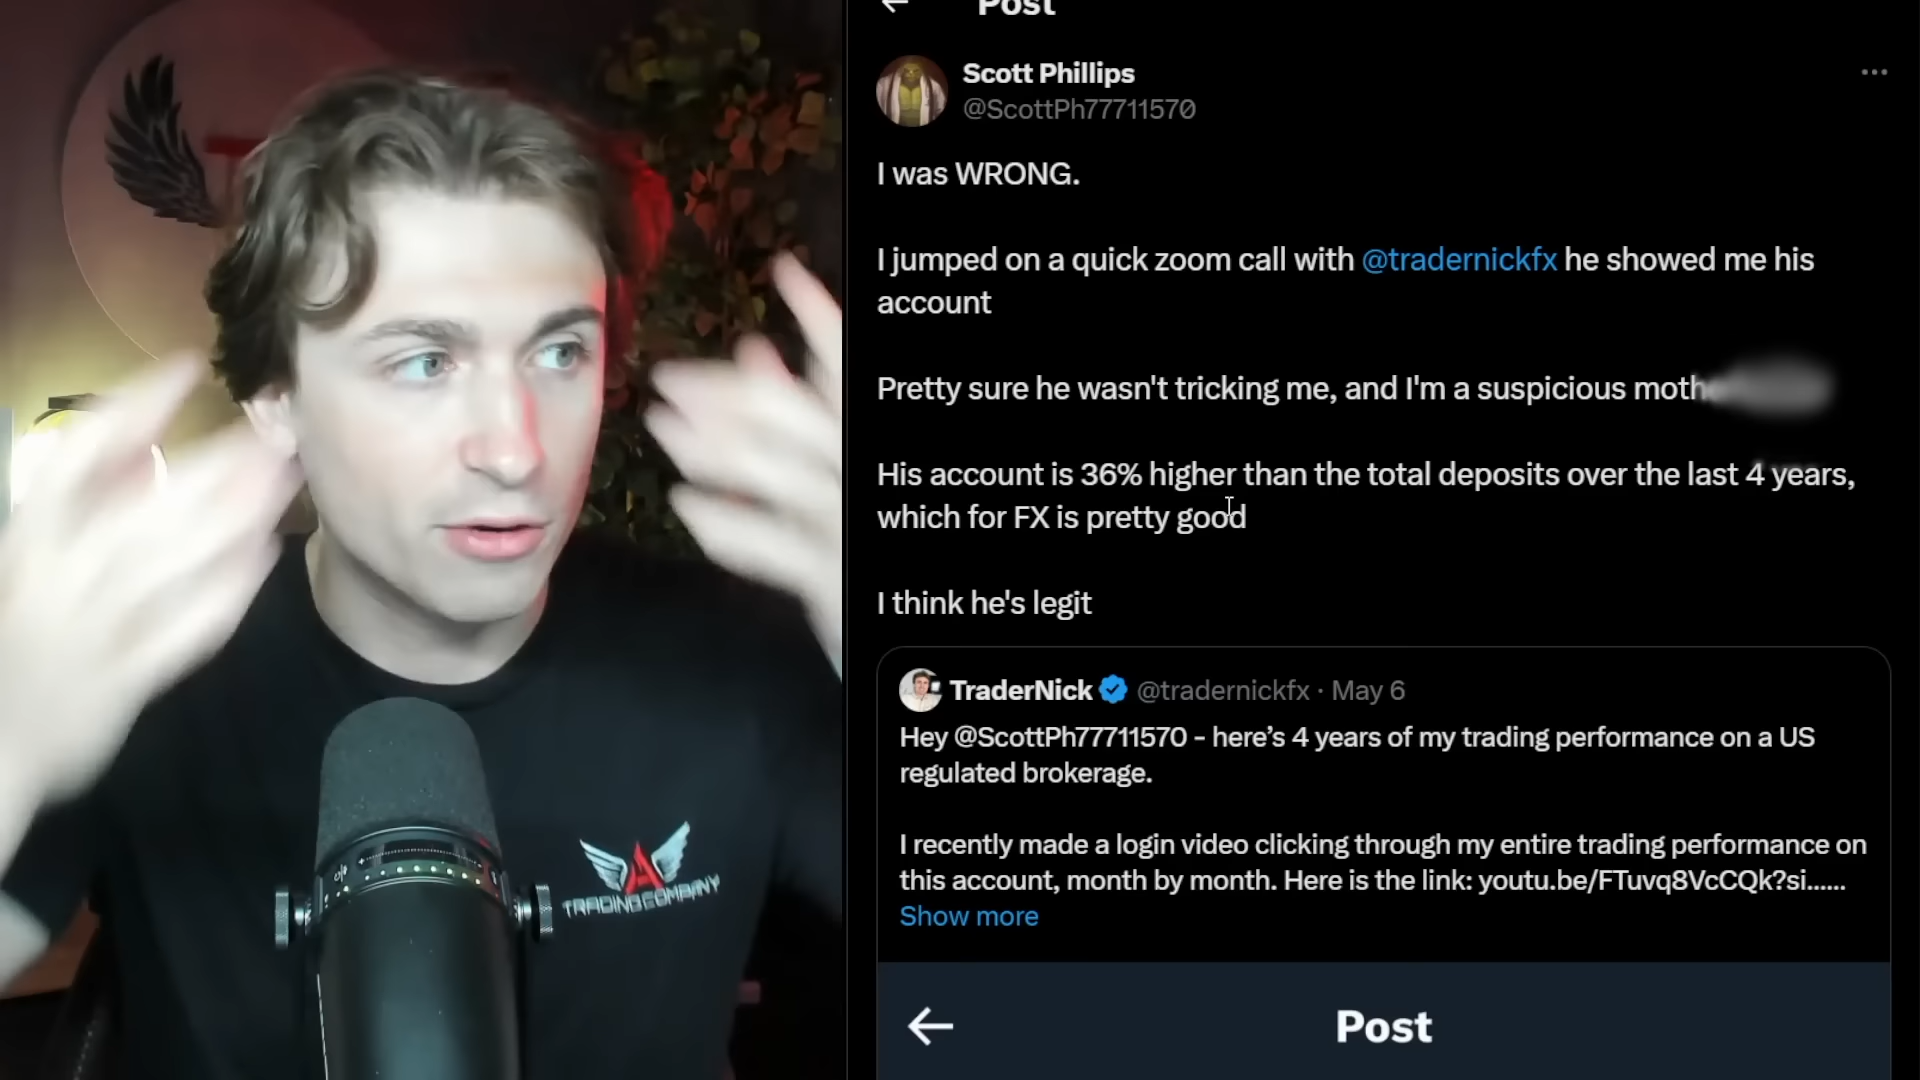 Post
Scott Phillips
@ScottPh77711570
I was WRONG.
I jumped on a quick zoom call with @tradernickfx he showed me his
account
Pretty sure he wasn't tricking me, and I'm a suspicious moth
His account is 36% higher than the total deposits over the last 4 years,
which for FX is pretty good
I think he's legit
TraderNick @tradernickfx · May 6
Hey @ScottPh77711570 - here’s 4 years of my trading performance on a US
regulated brokerage.
I recently made a login video clicking through my entire trading performance on
this account, month by month. Here is the link: youtu.be/FTuvq8VcCQk?si......
Show more
Post
A
TRADINGCOMPANY